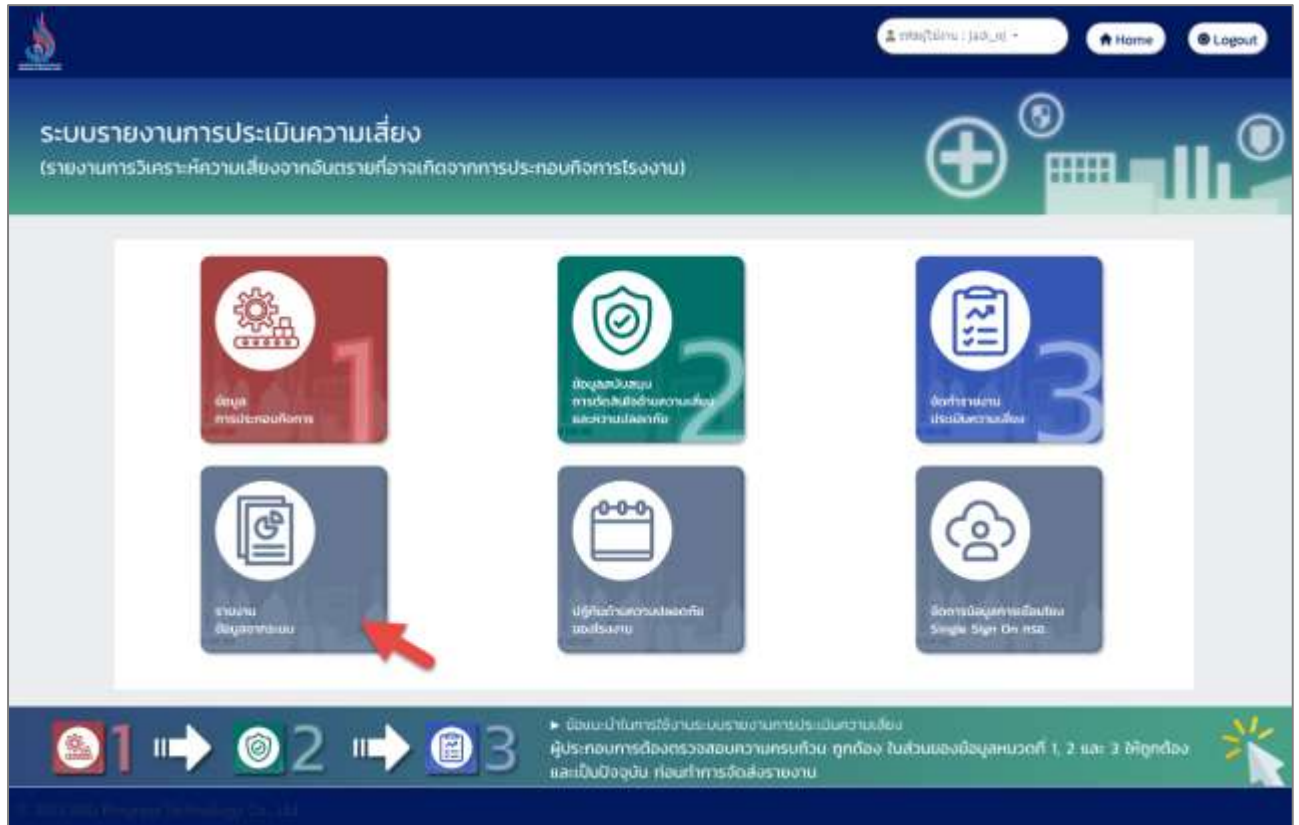 รหัสผู้ใช้งาน :
Home
Logout
ระบบรายงานการประเมินความเสี่ยง
(รายงานการวิเคราะห์ความเสี่ยงจากอันตรายที่อาจเกิดจากการประกอบกิจการโรงงาน)
1
ข้อมูล
การประกอบกิจการ
2
ข้อมูลสนับสนุน
การตัดสินใจด้านความเสี่ยง
และความปลอดภัย
3
จัดทำรายงาน
ประเมินความเสี่ยง
รายงาน
ข้อมูลจากระบบ
ปฏิทินด้านความปลอดภัย
ของโรงงาน
จัดการข้อมูลการเชื่อมโยง
Single Sign On กรอ.
1
2
3
► ข้อแนะนำในการใช้งานระบบรายงานการประเมินความเสี่ยง
ผู้ประกอบการต้องตรวจสอบความครบถ้วน ถูกต้อง ในส่วนของข้อมูลหมวดที่ 1, 2 และ 3 ให้ถูกต้อง
และเป็นปัจจุบัน ก่อนทำการจัดส่งรายงาน